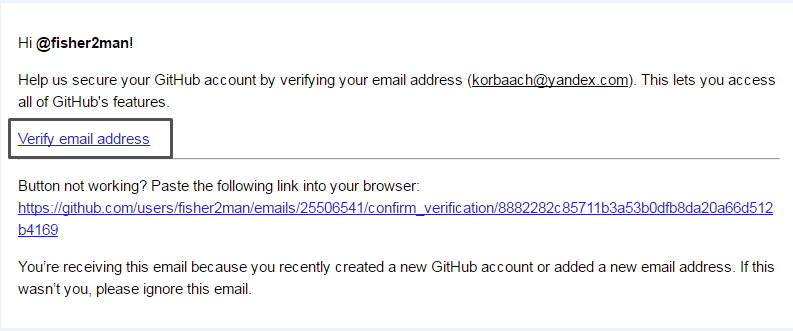 Hi @fisher2man!
Help us secure your GitHub account by verifying your email address (korbaach@yandex.com). This lets you access
all of GitHub's features.
Verify email address
Button not working? Paste the following link into your browser:
https://github.com/users/fisher2man/emails/25506541/confirm_verification/8882282c85711b3a53b0dfb8da20a66d512
b4169
You’re receiving this email because you recently created a new GitHub account or added a new email address. If this
wasn’t you, please ignore this email.